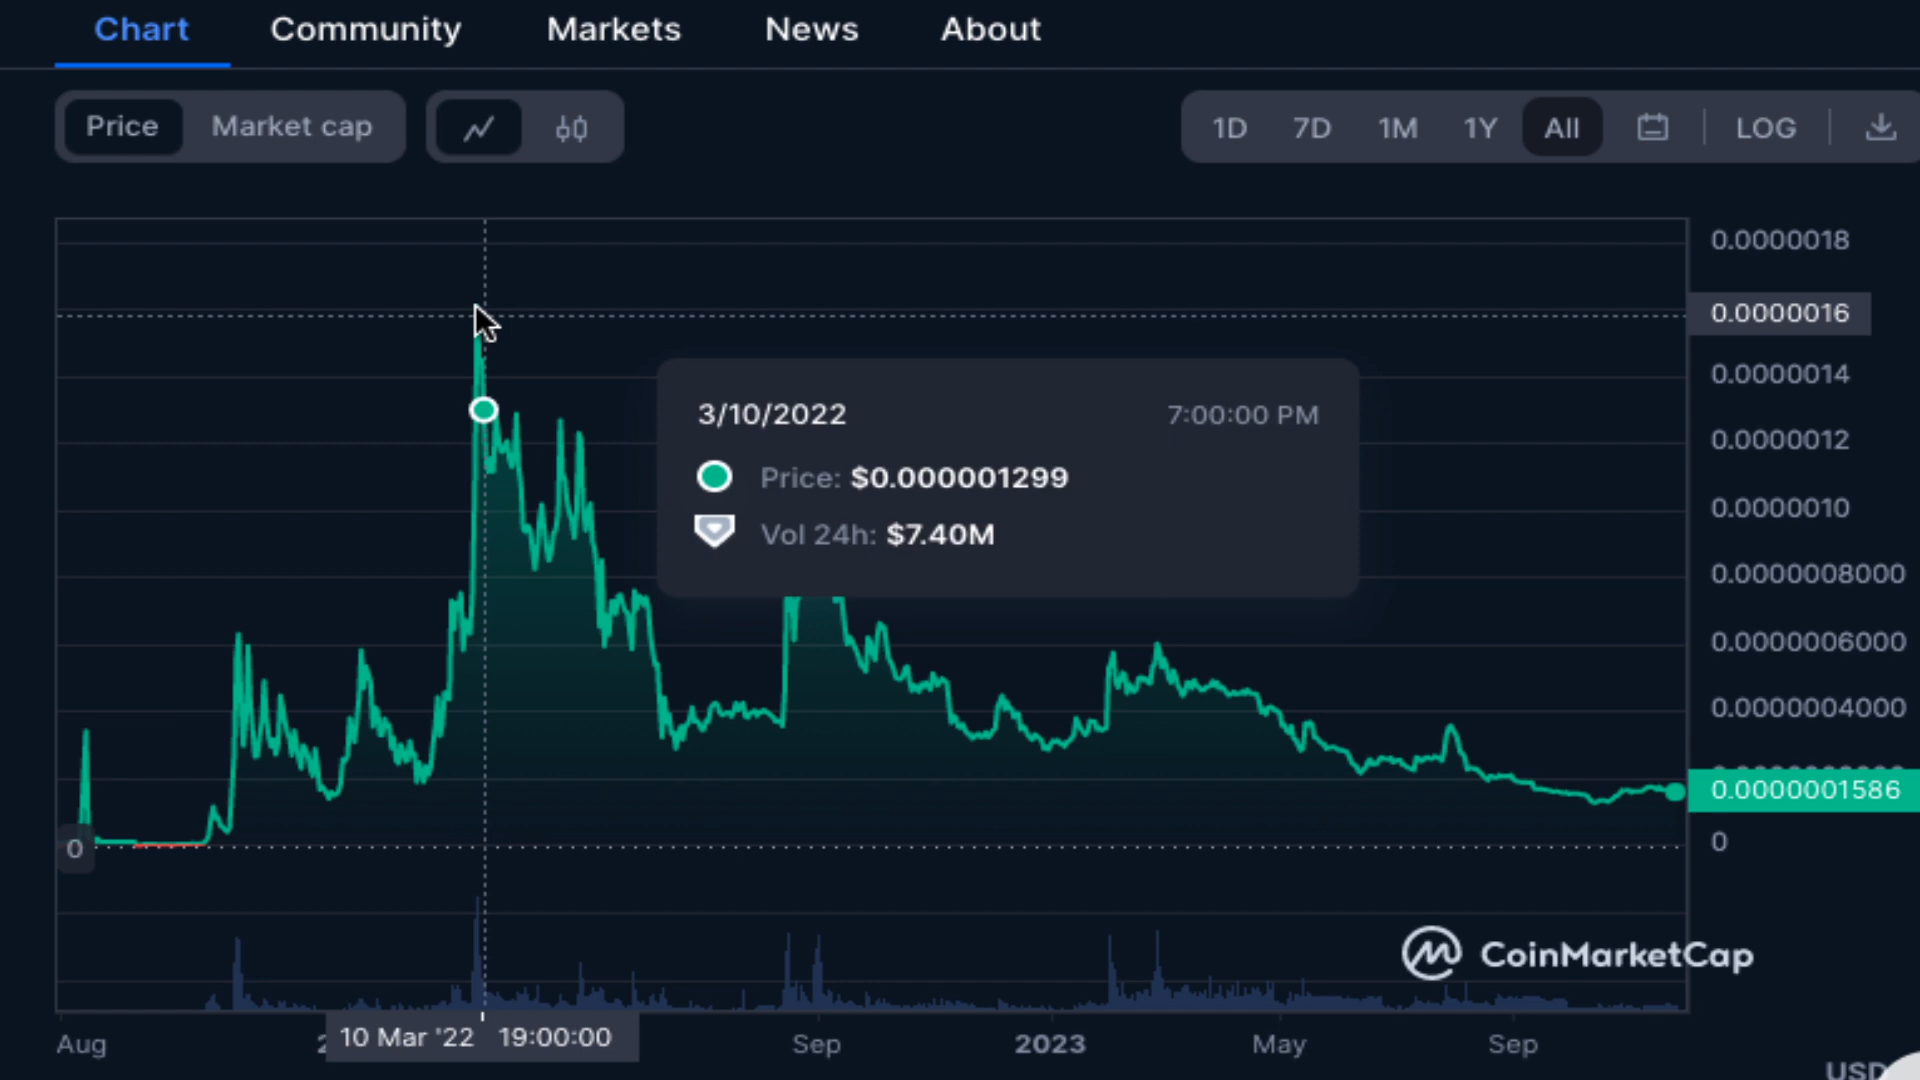 Chart Community Markets News About
Price Market cap 1D 7D 1M 1Y All LOG
0.0000018
0.0000016
0.0000014
3/10/2022 7:00:00 PM
0.0000012
Price: $0.000001299
0.0000010
Vol 24h: $7.40M
0.0000008000
0.0000006000
0.0000004000
0.0000001586
0
0
CoinMarketCap
10 Mar '22 19:00:00
Aug Sep 2023 May Sep
USD